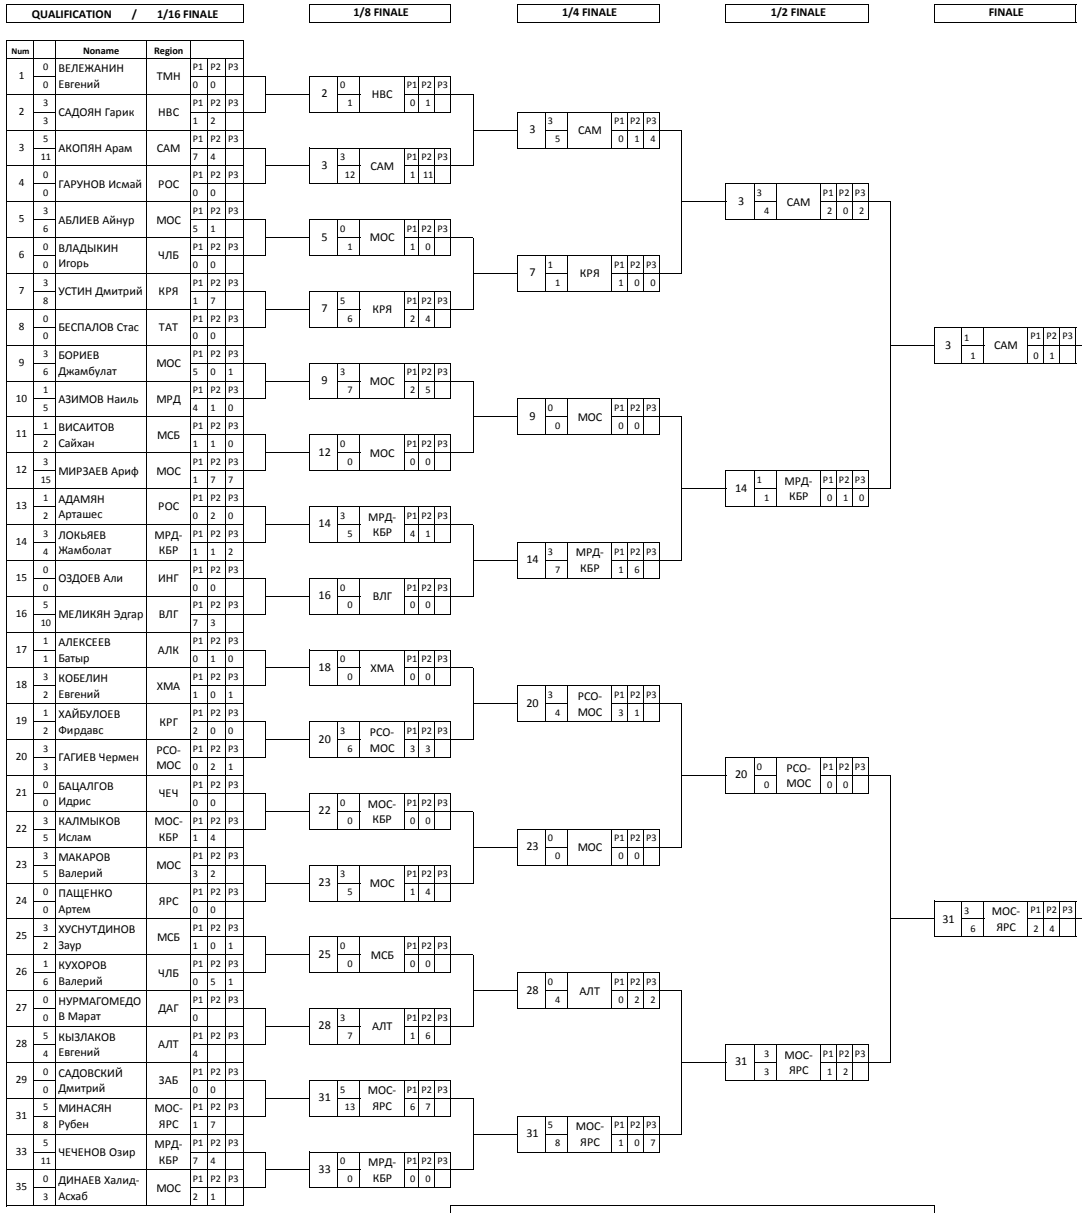 QUALIFICATION / 1/16 FINALE
1/8 FINALE
1/4 FINALE
1/2 FINALE
FINALE
Num Noname Region
1 0 0 ВЕЛЕЖАНИН Евгений ТМН P1 P2 P3 0 0
2 3 3 САДОЯН Гарик НВС P1 P2 P3 1 2
3 5 11 АКОПЯН Арам САМ P1 P2 P3 7 4
4 0 0 ГАРУНОВ Исмай РОС P1 P2 P3 0 0
5 3 6 АБЛИЕВ Айнур МОС P1 P2 P3 5 1
6 0 0 ВЛАДЫКИН Игорь ЧЛБ P1 P2 P3 0 0
7 3 8 УСТИН Дмитрий КРЯ P1 P2 P3 1 7
8 0 0 БЕСПАЛОВ Стас ТАТ P1 P2 P3 0 0
9 3 6 БОРИЕВ Джамбулат МОС P1 P2 P3 5 0 1
10 1 5 АЗИМОВ Наиль МРД P1 P2 P3 4 1 0
11 1 2 ВИСАИТОВ Сайхан МСБ P1 P2 P3 1 1 0
12 3 15 МИРЗАЕВ Ариф МОС P1 P2 P3 1 7 7
13 1 2 АДАМЯН Арташес РОС P1 P2 P3 0 2 0
14 3 4 ЛОКЬЯЕВ Жамболат МРД-КБР P1 P2 P3 1 1 2
15 0 0 ОЗДОЕВ Али ИНГ P1 P2 P3 0 0
16 5 10 МЕЛИКЯН Эдгар ВЛГ P1 P2 P3 7 3
17 1 1 АЛЕКСЕЕВ Батыр АЛК P1 P2 P3 0 1 0
18 3 2 КОБЕЛИН Евгений ХМА P1 P2 P3 1 0 1
19 1 2 ХАЙБУЛОЕВ Фирдавс КРГ P1 P2 P3 2 0 0
20 3 3 ГАГИЕВ Чермен РСО-МОС P1 P2 P3 0 2 1
21 0 0 БАЦАЛГОВ Идрис ЧЕЧ P1 P2 P3 0 0
22 3 5 КАЛМЫКОВ Ислам МОС-КБР P1 P2 P3 1 4
23 3 5 МАКАРОВ Валерий МОС P1 P2 P3 3 2
24 0 0 ПАЩЕНКО Артем ЯРС P1 P2 P3 0 0
25 3 2 ХУСНУТДИНОВ Заур МСБ P1 P2 P3 1 0 1
26 1 6 КУХОРОВ Валерий ЧЛБ P1 P2 P3 0 5 1
27 0 0 НУРМАГОМЕДО В Марат ДАГ P1 P2 P3 0
28 5 4 КЫЗЛАКОВ Евгений АЛТ P1 P2 P3 4
29 0 0 САДОВСКИЙ Дмитрий ЗАБ P1 P2 P3 0 0
31 5 8 МИНАСЯН Рубен МОС-ЯРС P1 P2 P3 1 7
33 5 11 ЧЕЧЕНОВ Озир МРД-КБР P1 P2 P3 7 4
35 0 3 ДИНАЕВ Халид-Асхаб МОС P1 P2 P3 2 1
2 0 1 НВС P1 P2 P3 0 1
3 3 12 САМ P1 P2 P3 1 11
5 0 1 МОС P1 P2 P3 1 0
7 5 6 КРЯ P1 P2 P3 2 4
9 3 7 МОС P1 P2 P3 2 5
12 0 0 МОС P1 P2 P3 0 0
14 3 5 МРД-КБР P1 P2 P3 4 1
16 0 0 ВЛГ P1 P2 P3 0 0
18 0 0 ХМА P1 P2 P3 0 0
20 3 6 РСО-МОС P1 P2 P3 3 3
22 0 0 МОС-КБР P1 P2 P3 0 0
23 3 5 МОС P1 P2 P3 1 4
25 0 0 МСБ P1 P2 P3 0 0
28 3 7 АЛТ P1 P2 P3 1 6
31 5 13 МОС-ЯРС P1 P2 P3 6 7
33 0 0 МРД-КБР P1 P2 P3 0 0
3 3 5 САМ P1 P2 P3 0 1 4
7 1 1 КРЯ P1 P2 P3 1 0 0
9 0 0 МОС P1 P2 P3 0 0
14 3 7 МРД-КБР P1 P2 P3 1 6
20 3 4 РСО-МОС P1 P2 P3 3 1
23 0 0 МОС P1 P2 P3 0 0
28 0 4 АЛТ P1 P2 P3 0 2 2
31 5 8 МОС-ЯРС P1 P2 P3 1 0 7
3 3 4 САМ P1 P2 P3 2 0 2
14 1 1 МРД-КБР P1 P2 P3 0 1 0
20 0 0 РСО-МОС P1 P2 P3 0 0
31 3 3 МОС-ЯРС P1 P2 P3 1 2
3 1 1 САМ P1 P2 P3 0 1
31 3 6 МОС-ЯРС P1 P2 P3 2 4